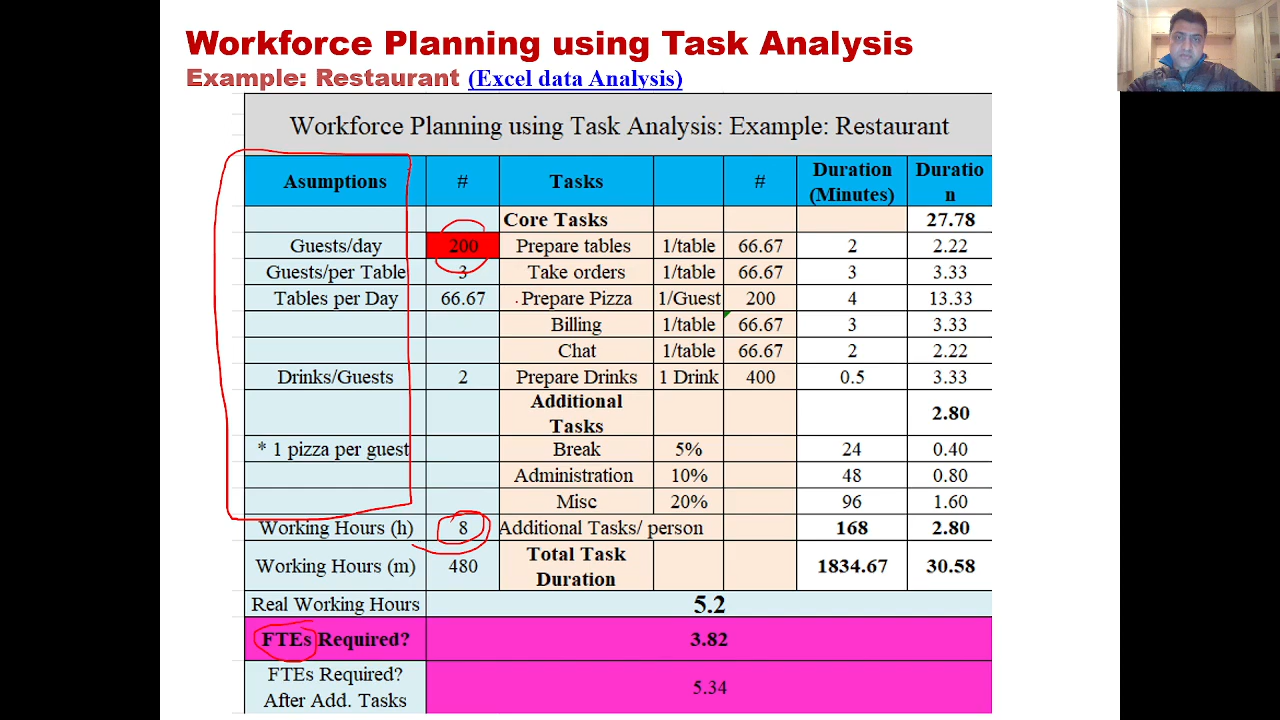 Workforce Planning using Task Analysis
Example: Restaurant (Excel data Analysis)
Workforce Planning using Task Analysis: Example: Restaurant
Asumptions # Tasks # Duration (Minutes) Duratio n
Core Tasks 27.78
Guests/day 200 Prepare tables 1/table 66.67 2 2.22
Guests/per Table 3 Take orders 1/table 66.67 3 3.33
Tables per Day 66.67 Prepare Pizza 1/Guest 200 4 13.33
Billing 1/table 66.67 3 3.33
Chat 1/table 66.67 2 2.22
Drinks/Guests 2 Prepare Drinks 1 Drink 400 0.5 3.33
Additional Tasks 2.80
* 1 pizza per guest Break 5% 24 0.40
Administration 10% 48 0.80
Misc 20% 96 1.60
Working Hours (h) 8 Additional Tasks/ person 168 2.80
Working Hours (m) 480 Total Task Duration 1834.67 30.58
Real Working Hours 5.2
FTEs Required? 3.82
FTEs Required? After Add. Tasks 5.34